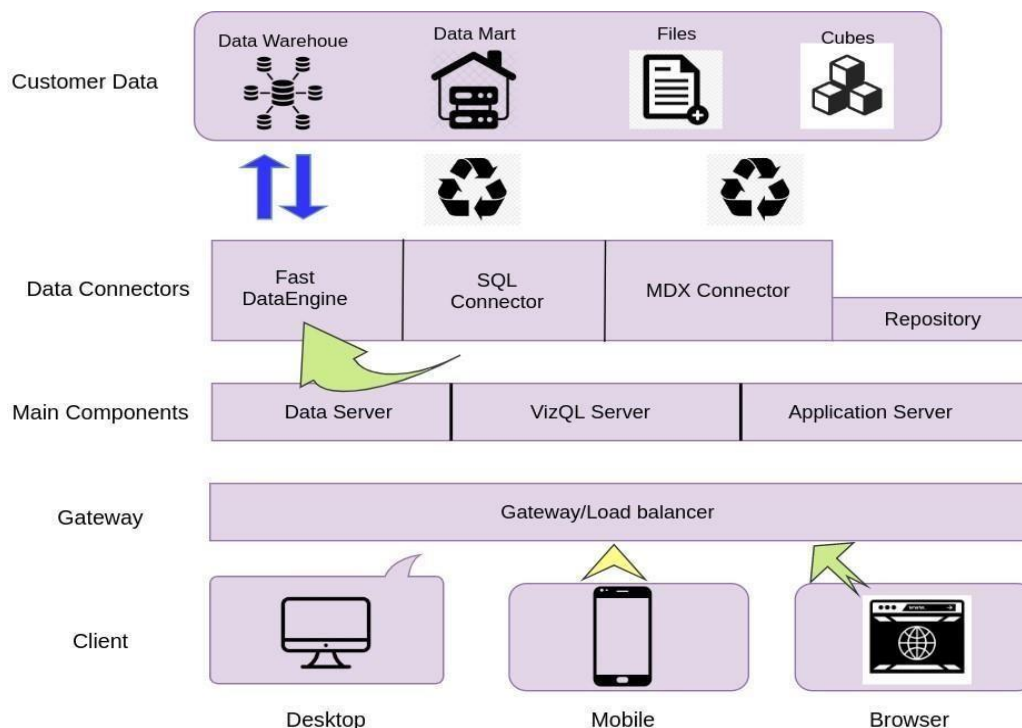 Data Warehoue
Data Mart
Files
Cubes
Customer Data
Data Connectors
Fast
DataEngine
SQL
Connector
MDX Connector
Repository
Main Components
Data Server
VizQL Server
Application Server
Gateway
Gateway/Load balancer
Client
www
Desktop
Mobile
Browser